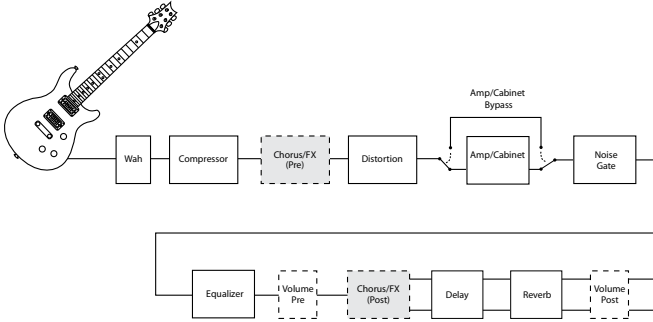 Amp/Cabinet
Bypass
Wah
Compressor
Chorus/FX
(Pre)
Distortion
Amp/Cabinet
Noise
Gate
Equalizer
Volume
Pre
Chorus/FX
(Post)
Delay
Reverb
Volume
Post